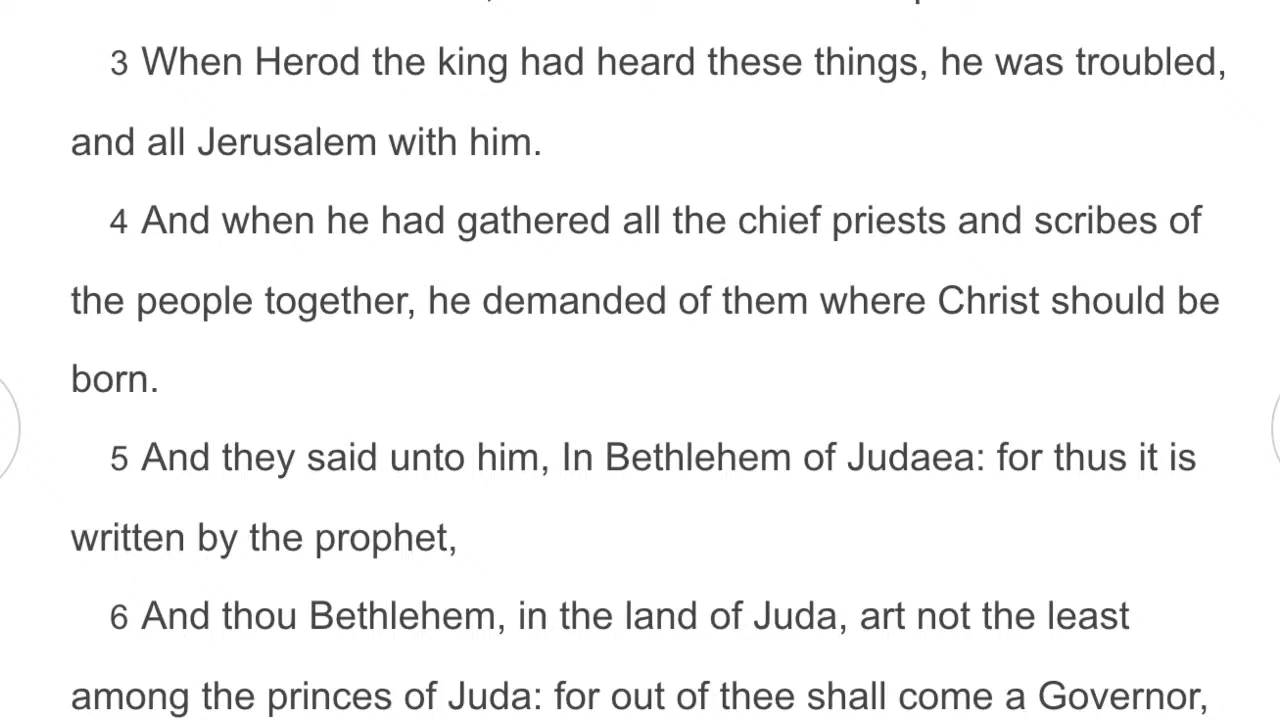 3 When Herod the king had heard these things, he was troubled,
and all Jerusalem with him.
4 And when he had gathered all the chief priests and scribes of
the people together, he demanded of them where Christ should be
born.
5 And they said unto him, In Bethlehem of Judaea: for thus it is
written by the prophet,
6 And thou Bethlehem, in the land of Juda, art not the least
among the princes of Juda: for out of thee shall come a Governor,